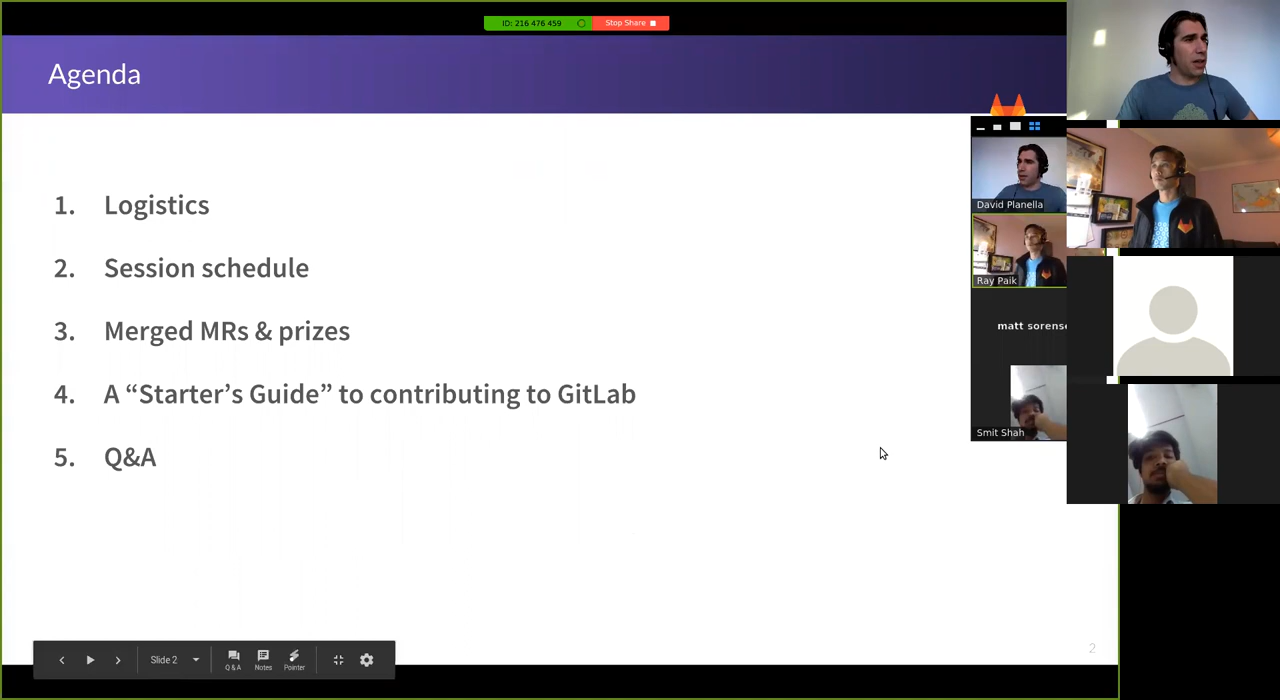 ID: 216 476 459
Stop Share
Agenda
1. Logistics
2. Session schedule
3. Merged MRs & prizes
4. A “Starter’s Guide” to contributing to GitLab
5. Q&A
David Planella
Ray Paik
matt sorense
Smit Shah
2
Slide 2
Q & A
Notes
Pointer